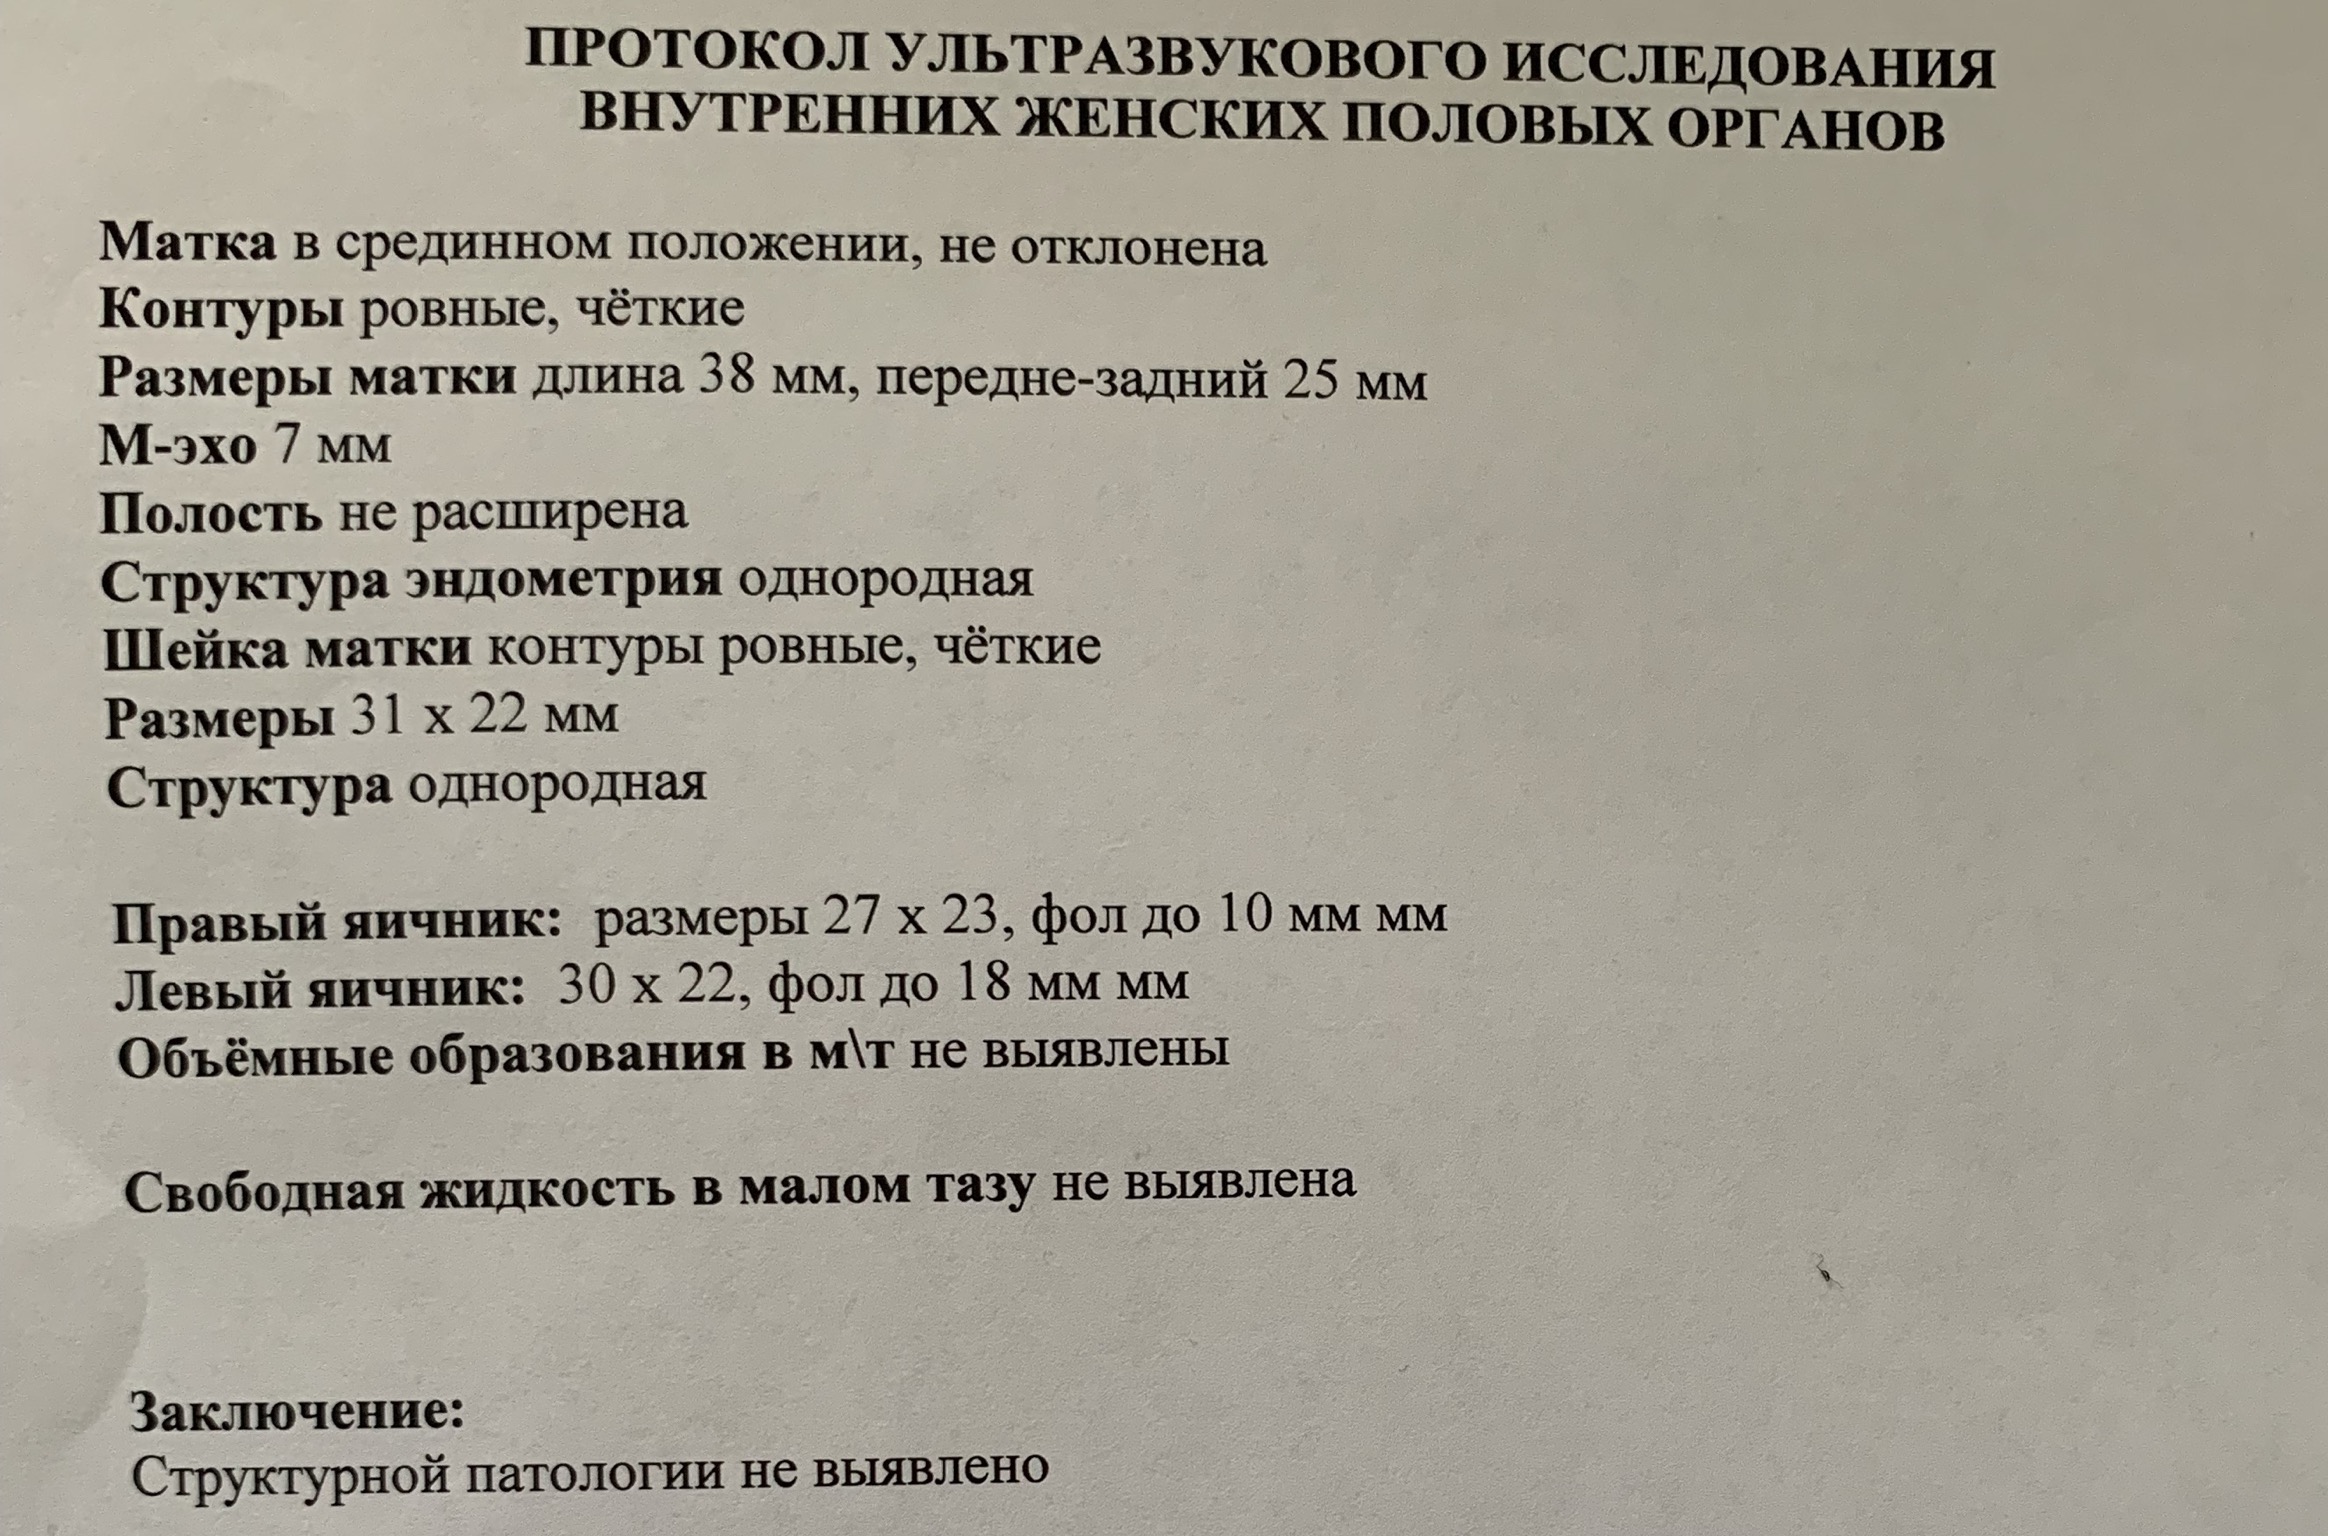 ПРОТОКОЛ УЛЬТРАЗВУКОВОГО ИССЛЕДОВАНИЯ
ВНУТРЕННИХ ЖЕНСКИХ ПОЛОВЫХ ОРГАНОВ
Матка в срединном положении, не отклонена
Контуры ровные, чёткие
Размеры матки длина 38 мм, передне-задний 25 мм
М-эхо 7 мм
Полость не расширена
Структура эндометрия однородная
Шейка матки контуры ровные, чёткие
Размеры 31 х 22 мм
Структура однородная
Правый яичник: размеры 27 х 23, фол до 10 мм мм
Левый яичник: 30 х 22, фол до 18 мм мм
Объёмные образования в м\т не выявлены
Свободная жидкость в малом тазу не выявлена
Заключение:
Структурной патологии не выявлено